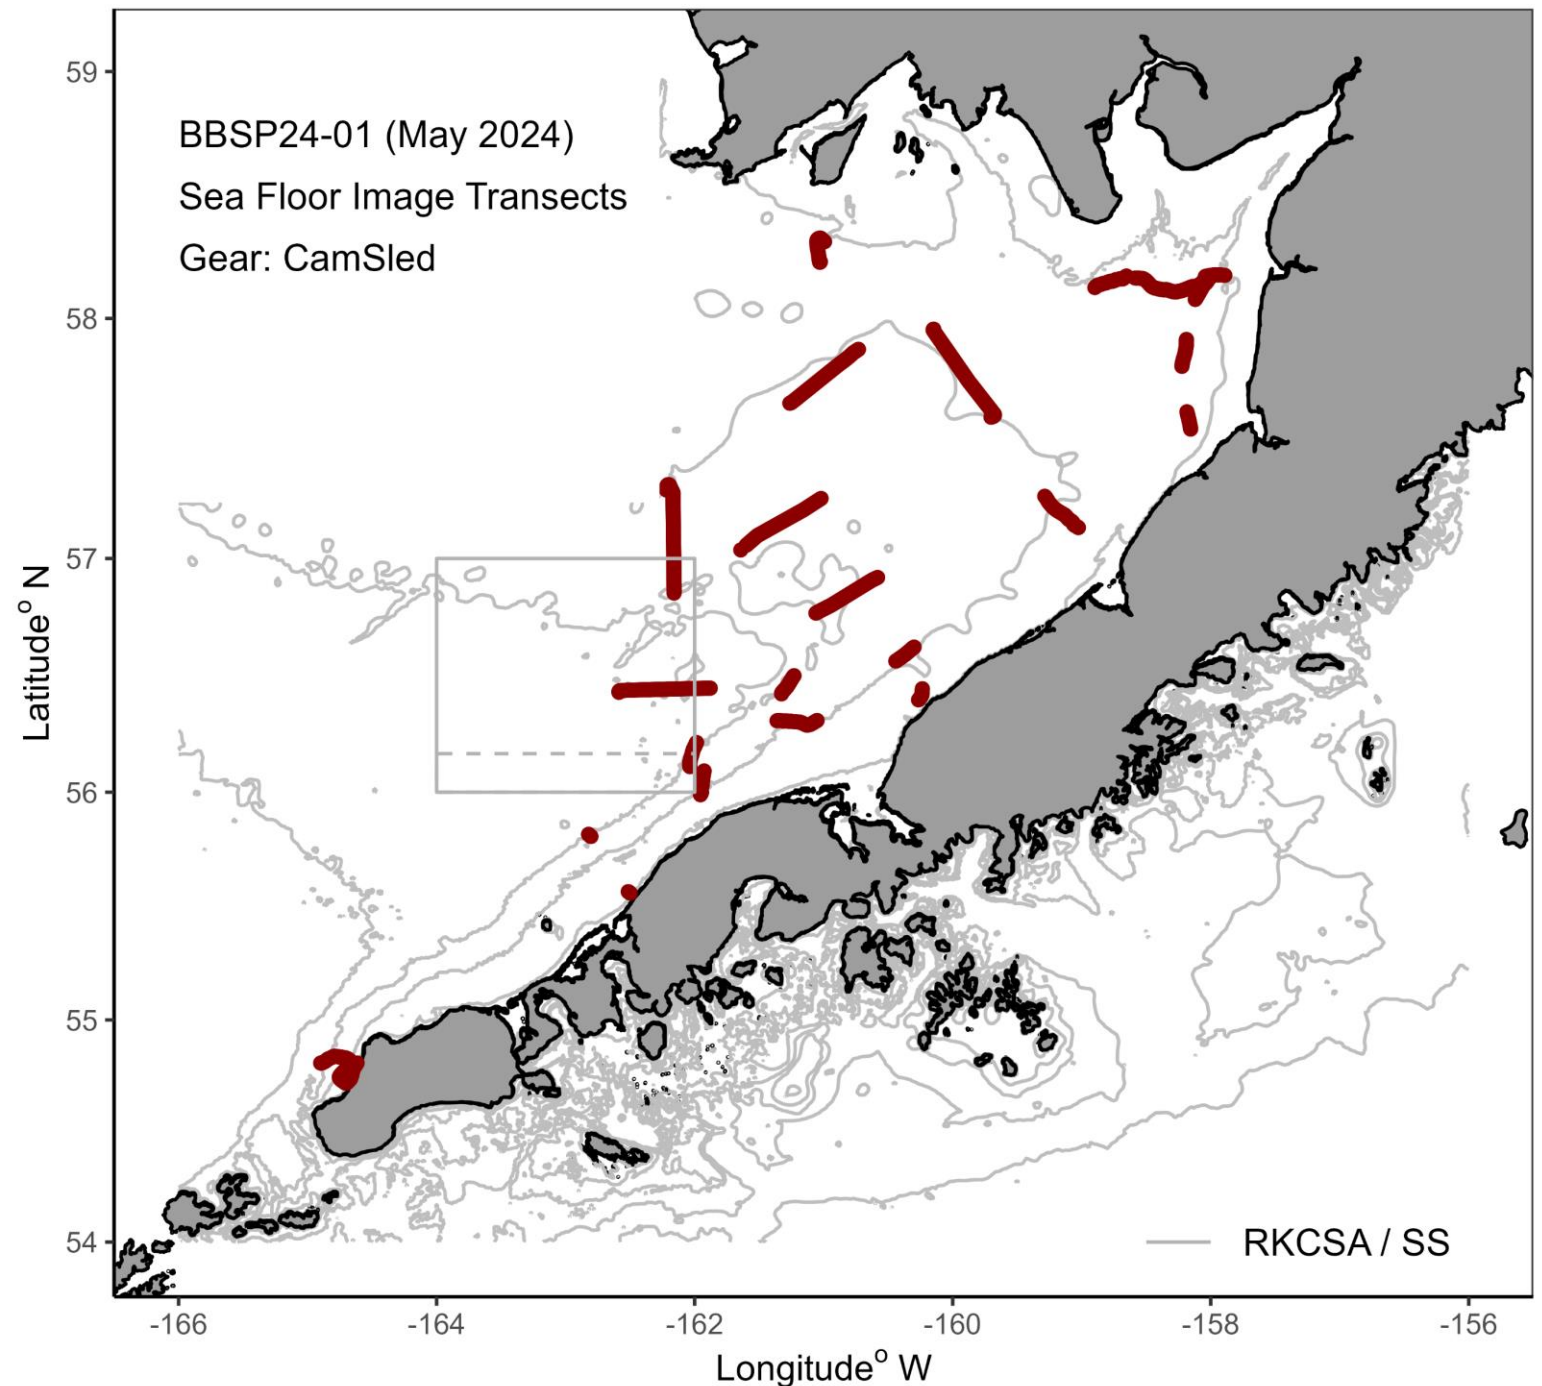 59
BBSP24-01 (May 2024)
Sea Floor Image Transects
Gear: CamSled
58
57
Latitude° N
56
55
54
RKCSA / SS
-166 -164 -162 -160 -158 -156
Longitude° W